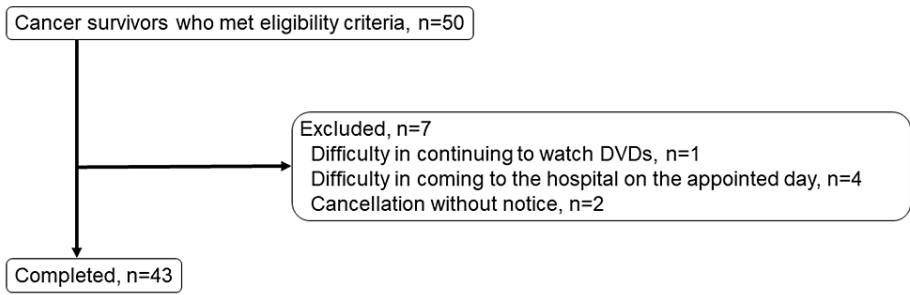 Cancer survivors who met eligibility criteria, n=50
Excluded, n=7
Difficulty in continuing to watch DVDs, n=1
Difficulty in coming to the hospital on the appointed day, n=4
Cancellation without notice, n=2
Completed, n=43